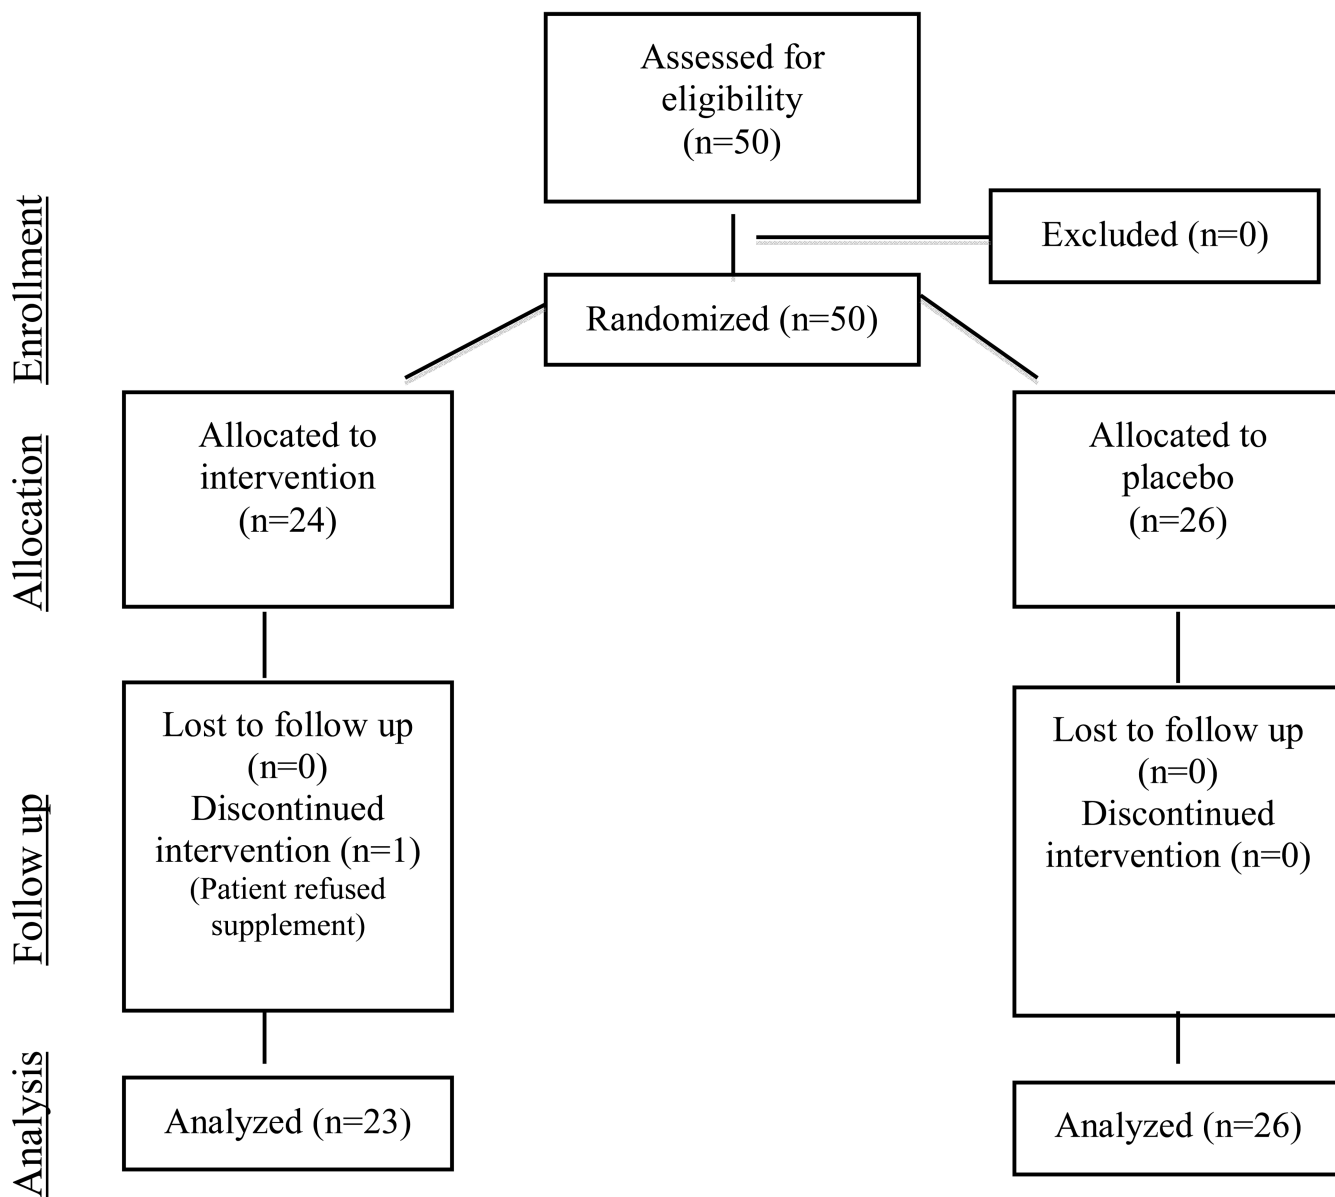 Assessed for
eligibility
(n=50)
Enrollment
Excluded (n=0)
Randomized (n=50)
Allocation
Allocated to
intervention
(n=24)
Allocated to
placebo
(n=26)
Follow up
Lost to follow up
(n=0)
Discontinued
intervention (n=1)
(Patient refused
supplement)
Lost to follow up
(n=0)
Discontinued
intervention (n=0)
Analysis
Analyzed (n=23)
Analyzed (n=26)